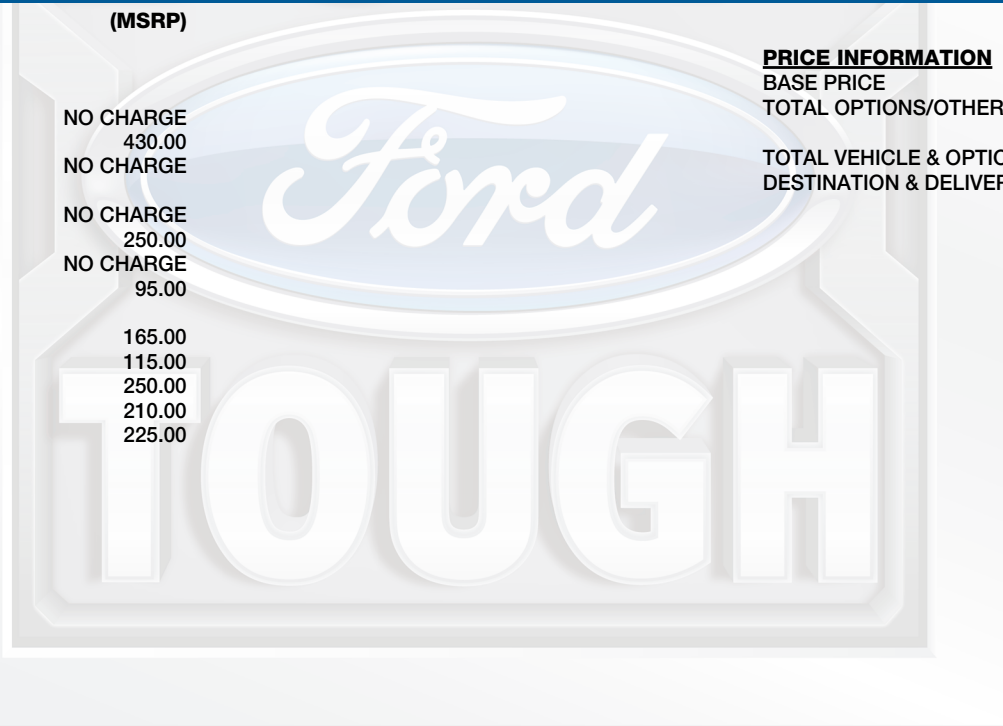 (MSRP)
NO CHARGE
430.00
NO CHARGE
NO CHARGE
250.00
NO CHARGE
95.00
165.00
115.00
250.00
210.00
225.00
PRICE INFORMATION
BASE PRICE
TOTAL OPTIONS/OTHER
TOTAL VEHICLE & OPTIO
DESTINATION & DELIVER
Ford
TOUGH